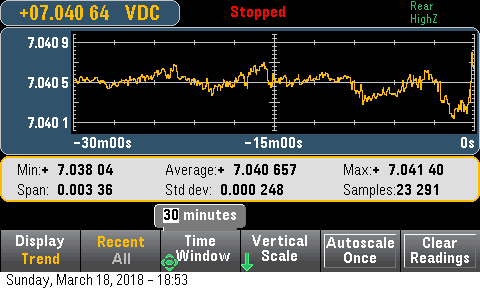 +07.040 64 VDC
Stopped
Rear
HighZ
7.040 9
7.040 5
7.040 1
-30m00s
-15m00s
0s
Min:+ 7.038 04
Average:+ 7.040 657
Max:+ 7.041 40
Span: 0.003 36
Std dev: 0.000 248
Samples:23 291
30 minutes
Display
Trend
Recent
All
Time
Window
Vertical
Scale
Autoscale
Once
Clear
Readings
Sunday, March 18, 2018 - 18:53